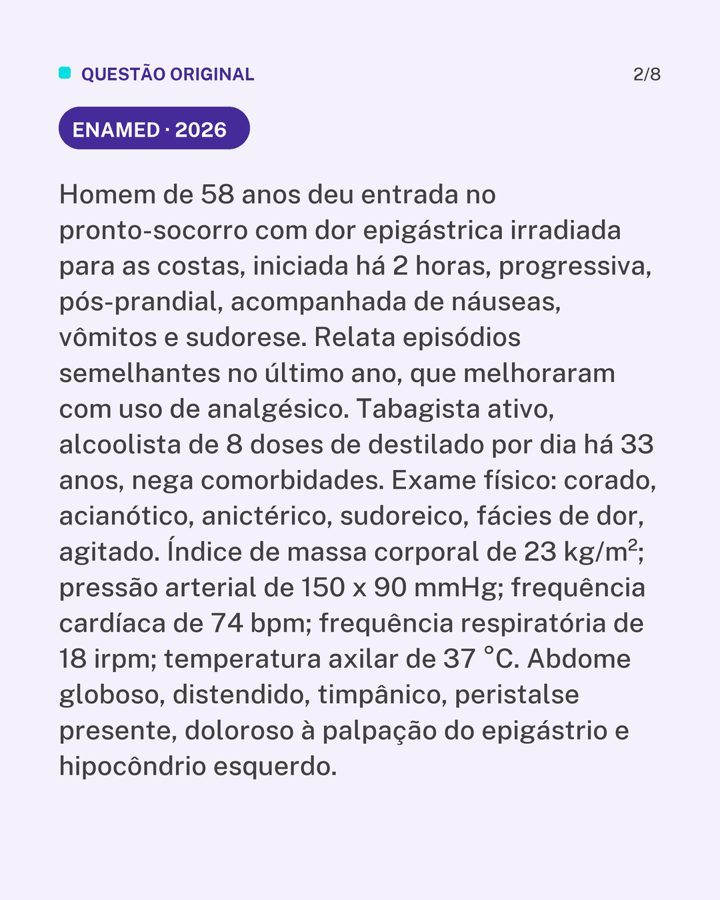 QUESTÃO ORIGINAL
2/8
ENAMED · 2026
Homem de 58 anos deu entrada no
pronto-socorro com dor epigástrica irradiada
para as costas, iniciada há 2 horas, progressiva,
pós-prandial, acompanhada de náuseas,
vômitos e sudorese. Relata episódios
semelhantes no último ano, que melhoraram
com uso de analgésico. Tabagista ativo,
alcoolista de 8 doses de destilado por dia há 33
anos, nega comorbidades. Exame físico: corado,
acianótico, anictérico, sudoreico, fácies de dor,
agitado. Índice de massa corporal de 23 kg/m²;
pressão arterial de 150 x 90 mmHg; frequência
cardíaca de 74 bpm; frequência respiratória de
18 irpm; temperatura axilar de 37 °C. Abdome
globoso, distendido, timpânico, peristalse
presente, doloroso à palpação do epigástrio e
hipocôndrio esquerdo.